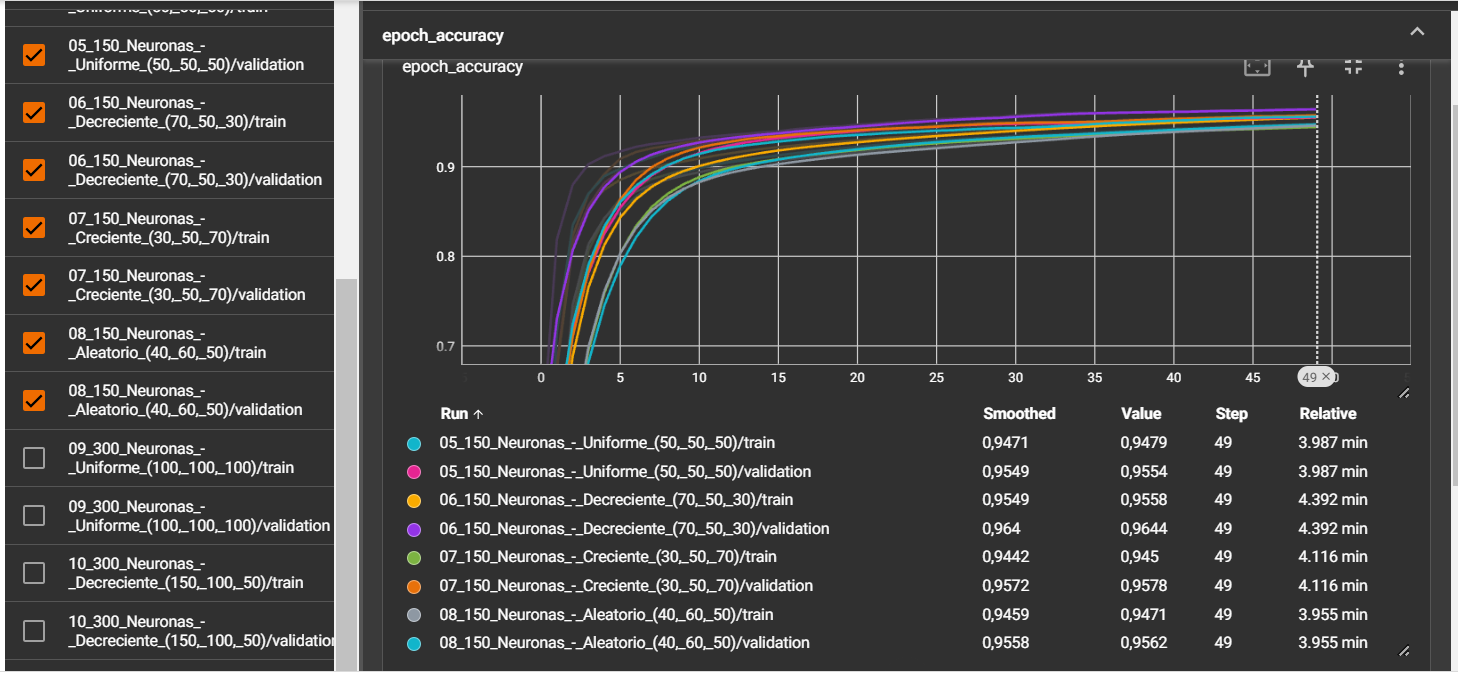 05_150_Neuronas_-
_Uniforme_(50,_50,_50)/validation
06_150_Neuronas_-
_Decreciente_(70,_50,_30)/train
06_150_Neuronas_-
_Decreciente_(70,_50,_30)/validation
07_150_Neuronas_-
_Creciente_(30,_50,_70)/train
07_150_Neuronas_-
_Creciente_(30,_50,_70)/validation
08_150_Neuronas_-
_Aleatorio_(40,_60,_50)/train
08_150_Neuronas_-
_Aleatorio_(40,_60,_50)/validation
09_300_Neuronas_-
_Uniforme_(100,_100,_100)/train
09_300_Neuronas_-
_Uniforme_(100,_100,_100)/validation
10_300_Neuronas_-
_Decreciente_(150,_100,_50)/train
10_300_Neuronas_-
_Decreciente_(150,_100,_50)/validation
epoch_accuracy
epoch_accuracy
0.9
0.8
0.7
0 5 10 15 20 25 30 35 40 45 49 ×
Run ↑ Smoothed Value Step Relative
05_150_Neuronas_-_Uniforme_(50,_50,_50)/train 0,9471 0,9479 49 3.987 min
05_150_Neuronas_-_Uniforme_(50,_50,_50)/validation 0,9549 0,9554 49 3.987 min
06_150_Neuronas_-_Decreciente_(70,_50,_30)/train 0,9549 0,9558 49 4.392 min
06_150_Neuronas_-_Decreciente_(70,_50,_30)/validation 0,964 0,9644 49 4.392 min
07_150_Neuronas_-_Creciente_(30,_50,_70)/train 0,9442 0,945 49 4.116 min
07_150_Neuronas_-_Creciente_(30,_50,_70)/validation 0,9572 0,9578 49 4.116 min
08_150_Neuronas_-_Aleatorio_(40,_60,_50)/train 0,9459 0,9471 49 3.955 min
08_150_Neuronas_-_Aleatorio_(40,_60,_50)/validation 0,9558 0,9562 49 3.955 min